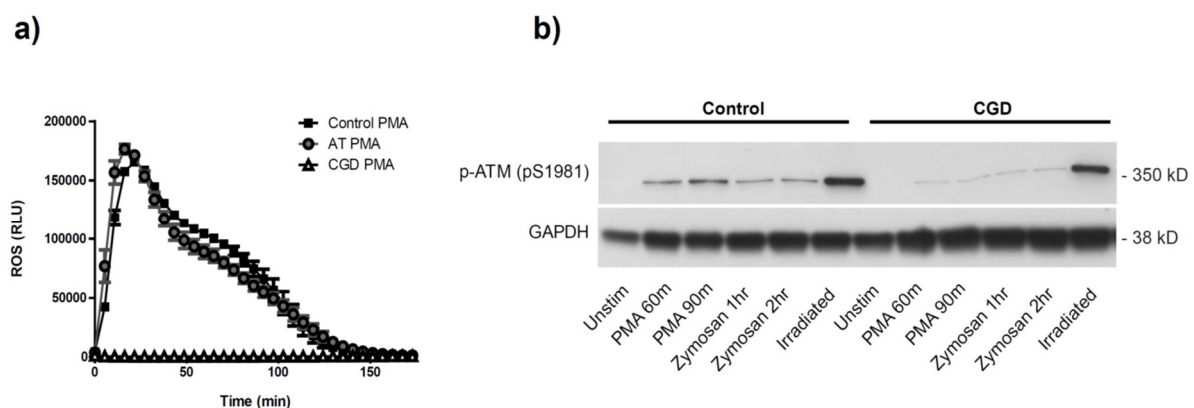 a)
200000
150000
100000
50000
0
ROS (RLU)
0 50 100 150
Time (min)
Control PMA
AT PMA
CGD PMA
b)
Control CGD
p-ATM (pS1981) - 350 kD
GAPDH - 38 kD
Unstim PMA 60m PMA 90m Zymosan 1hr Zymosan 2hr Irradiated Unstim PMA 60m PMA 90m Zymosan 1hr Zymosan 2hr Irradiated